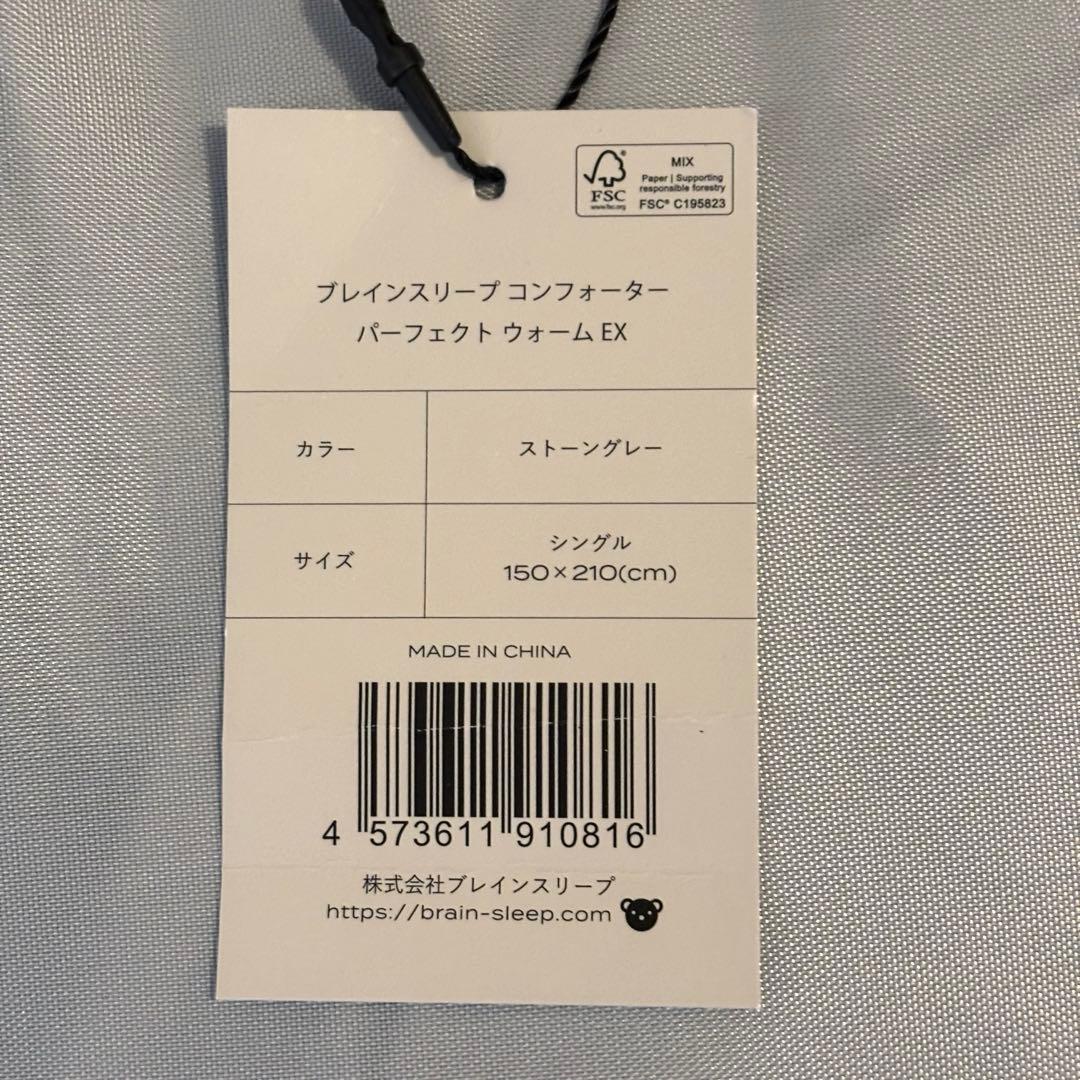 FSC
www.fsc.org
MIX
Paper | Supporting
responsible forestry
FSC® C195823
ブレインスリープ コンフォーター
パーフェクト ウォーム EX
カラー
ストーングレー
サイズ
シングル
150×210(cm)
MADE IN CHINA
4 573611 910816
株式会社ブレインスリープ
https://brain-sleep.com